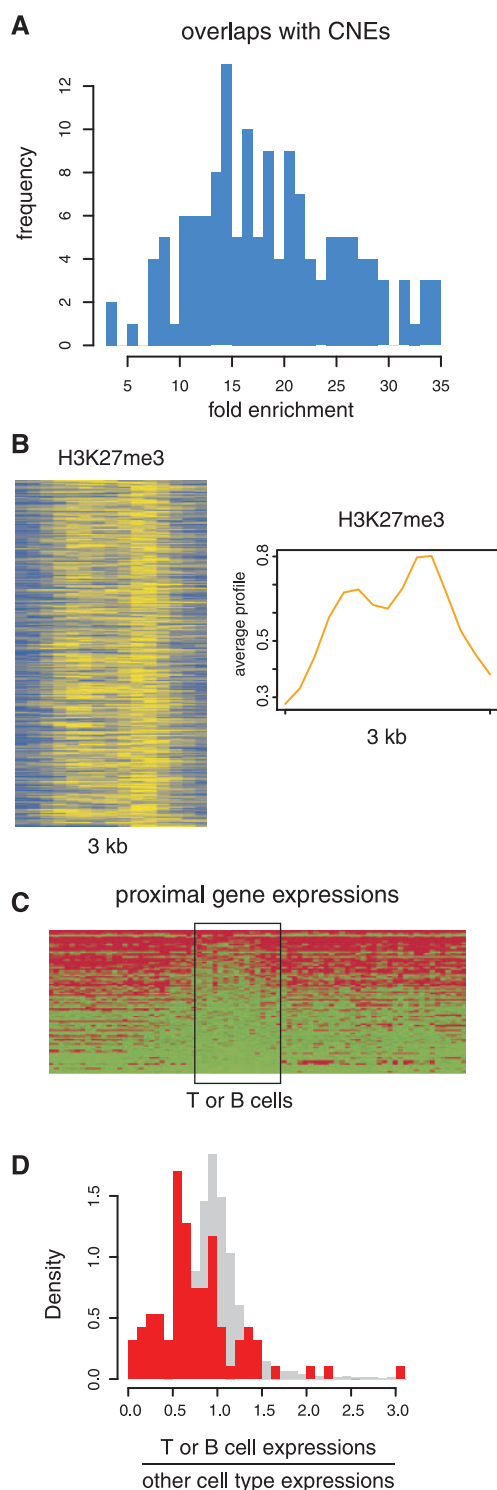 A
overlaps with CNEs
frequency
0 2 4 6 8 10 12
5 10 15 20 25 30 35
fold enrichment
B
H3K27me3
3 kb
H3K27me3
average profile
0.3 0.5 0.8
3 kb
C
proximal gene expressions
T or B cells
D
Density
0.0 0.5 1.0 1.5
0.0 0.5 1.0 1.5 2.0 2.5 3.0
T or B cell expressions
other cell type expressions